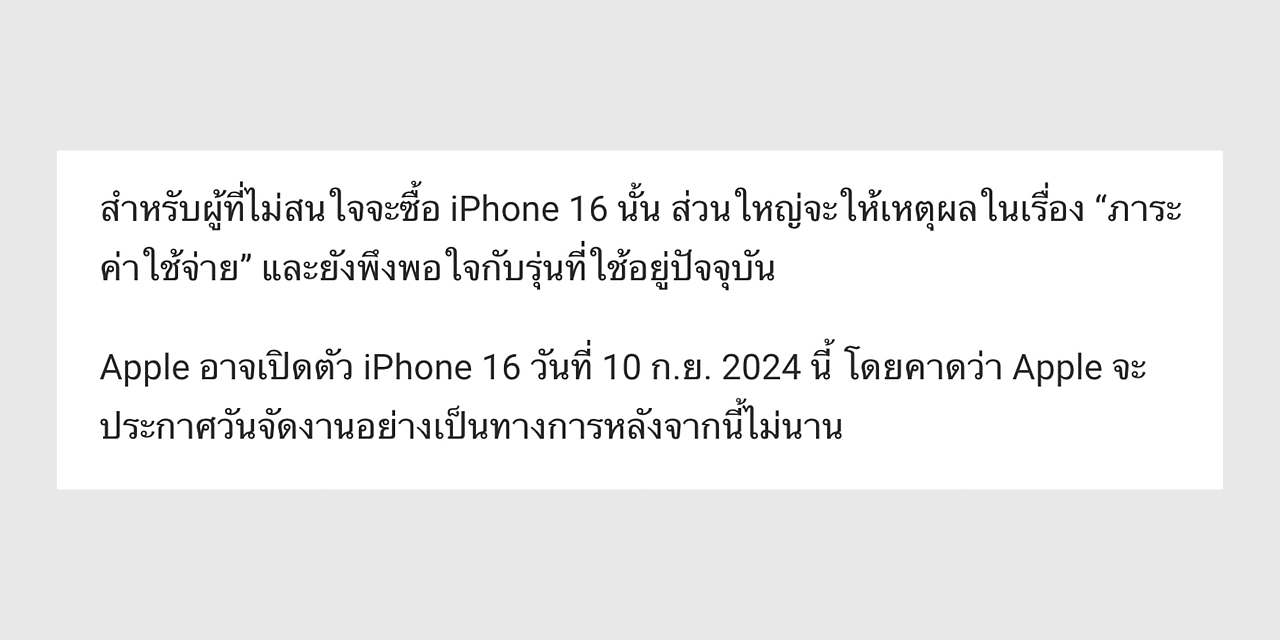 สำหรับผู้ที่ไม่สนใจจะซื้อ iPhone 16 นั้น ส่วนใหญ่จะให้เหตุผลในเรื่อง “ภาระ
ค่าใช้จ่าย” และยังพึงพอใจกับรุ่นที่ใช้อยู่ปัจจุบัน
Apple อาจเปิดตัว iPhone 16 วันที่ 10 ก.ย. 2024 นี้ โดยคาดว่า Apple จะ
ประกาศวันจัดงานอย่างเป็นทางการหลังจากนี้ไม่นาน